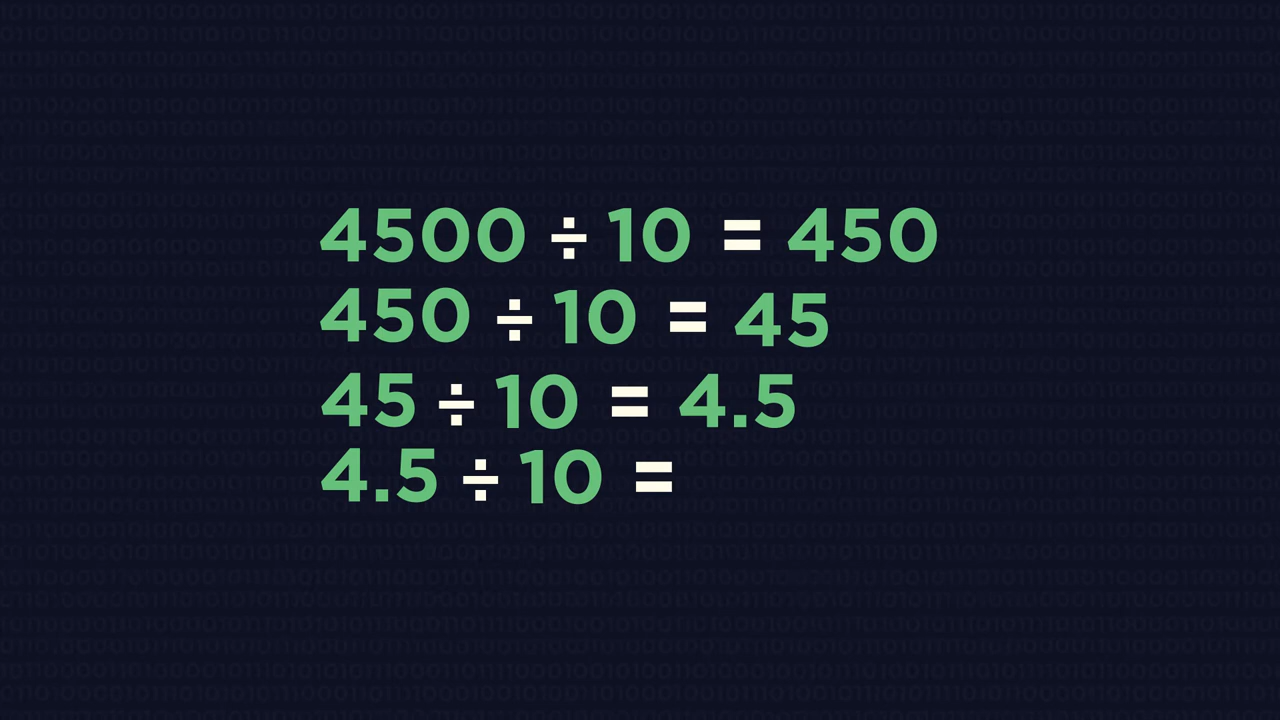 4500 ÷ 10 = 450
450 ÷ 10 = 45
45 ÷ 10 = 4.5
4.5 ÷ 10 =